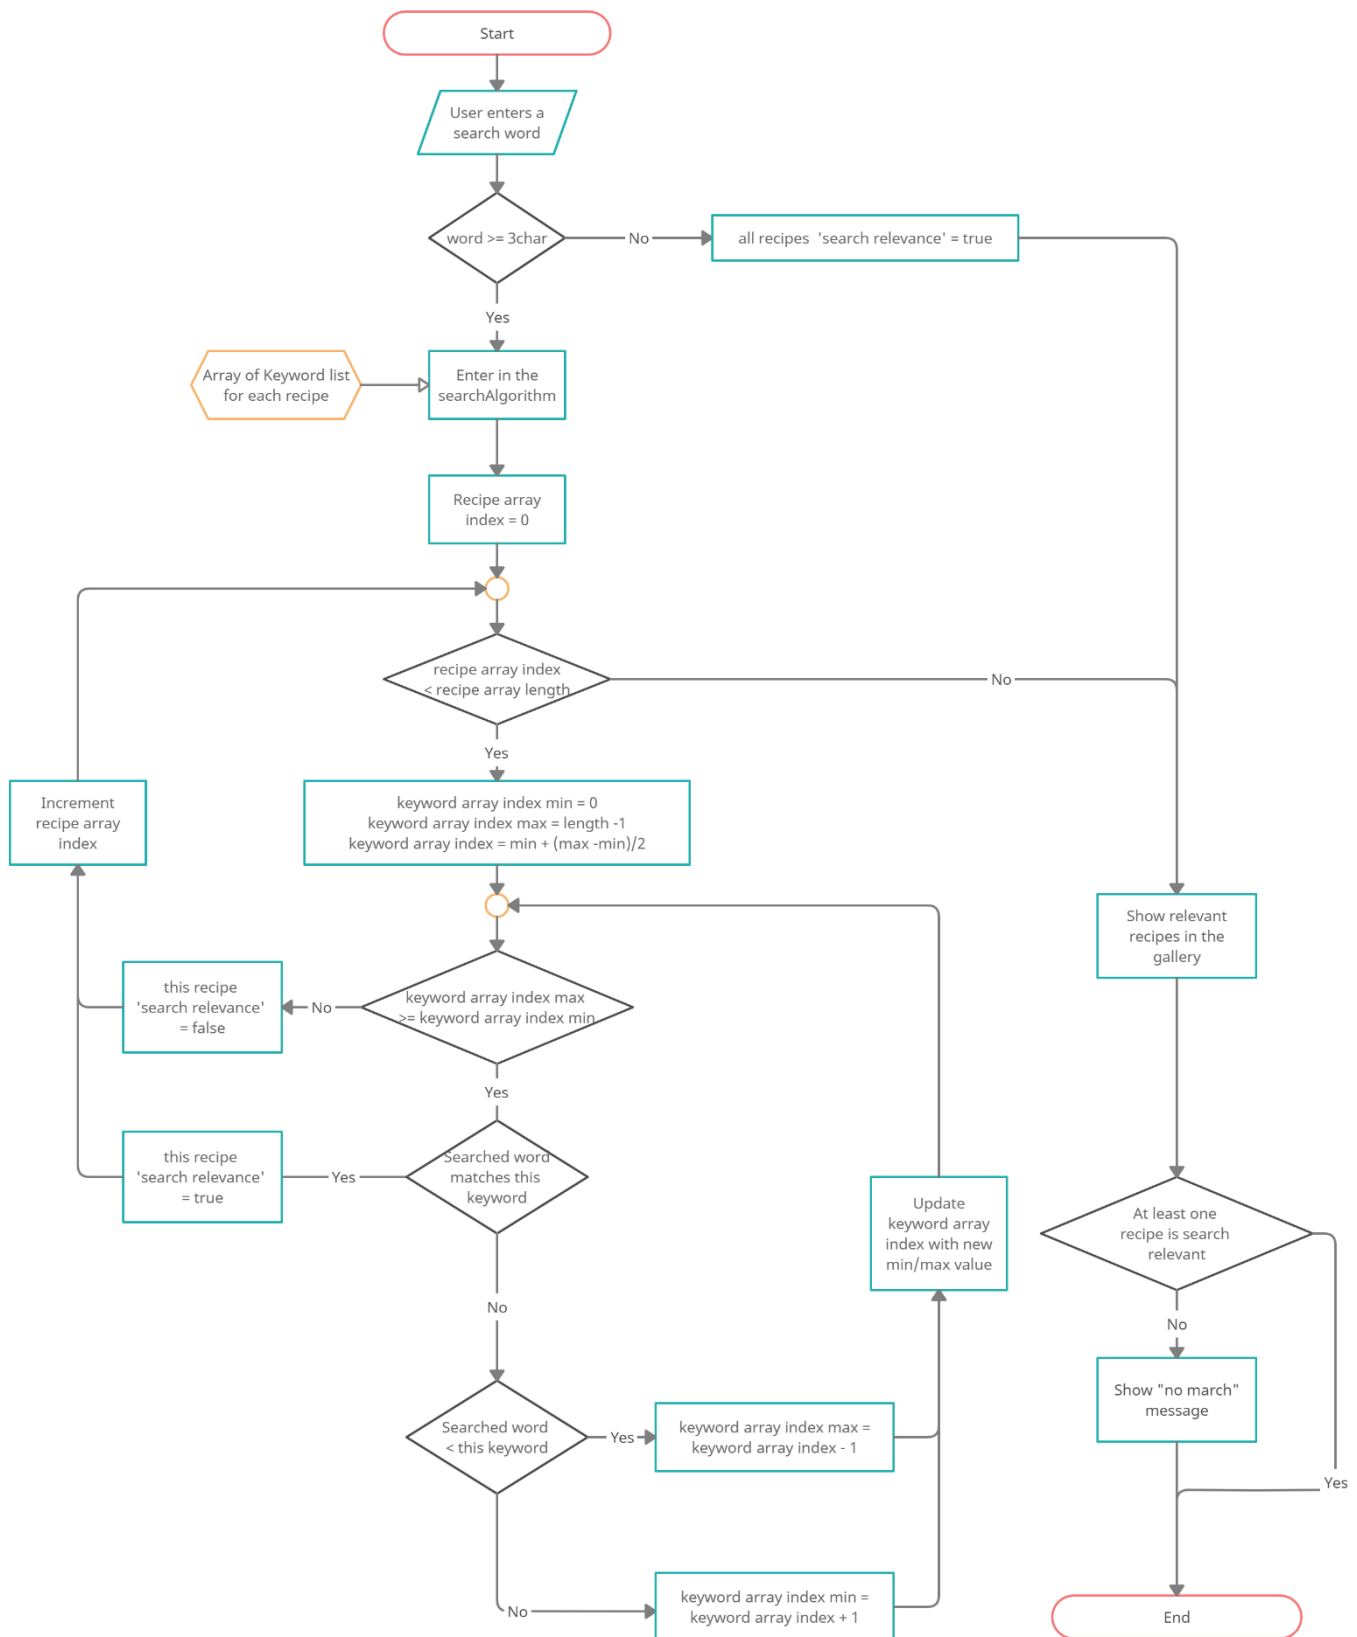 Start
User enters a
search word
word >= 3char
No
all recipes 'search relevance' = true
Yes
Array of Keyword list
for each recipe
Enter in the
searchAlgorithm
Recipe array
index = 0
recipe array index
< recipe array length
No
Yes
Increment
recipe array
index
keyword array index min = 0
keyword array index max = length -1
keyword array index = min + (max -min)/2
Show relevant
recipes in the
gallery
this recipe
'search relevance'
= false
No
keyword array index max
>= keyword array index min
Yes
this recipe
'search relevance'
= true
Yes
Searched word
matches this
keyword
Update
keyword array
index with new
min/max value
At least one
recipe is search
relevant
No
No
Show "no march"
message
Searched word
< this keyword
Yes
keyword array index max =
keyword array index - 1
Yes
No
keyword array index min =
keyword array index + 1
End